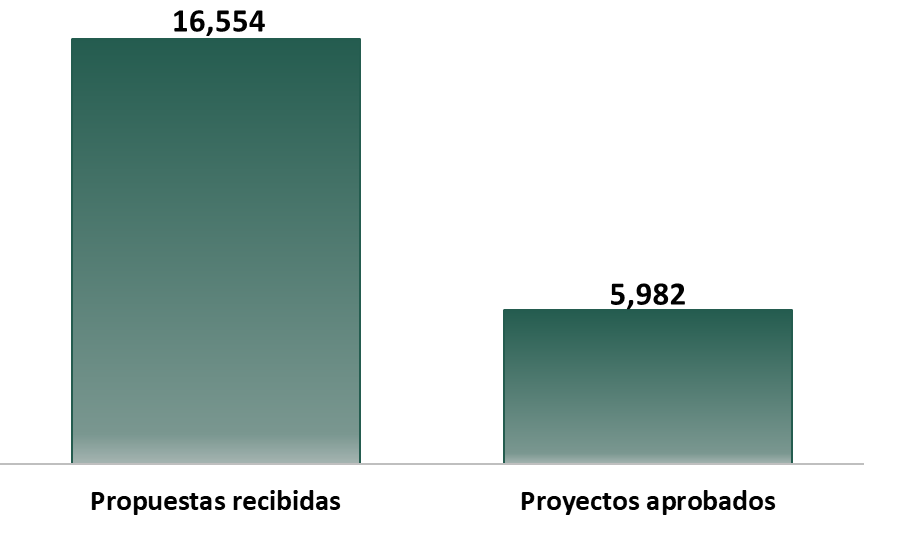 16,554
5,982
Propuestas recibidas
Proyectos aprobados